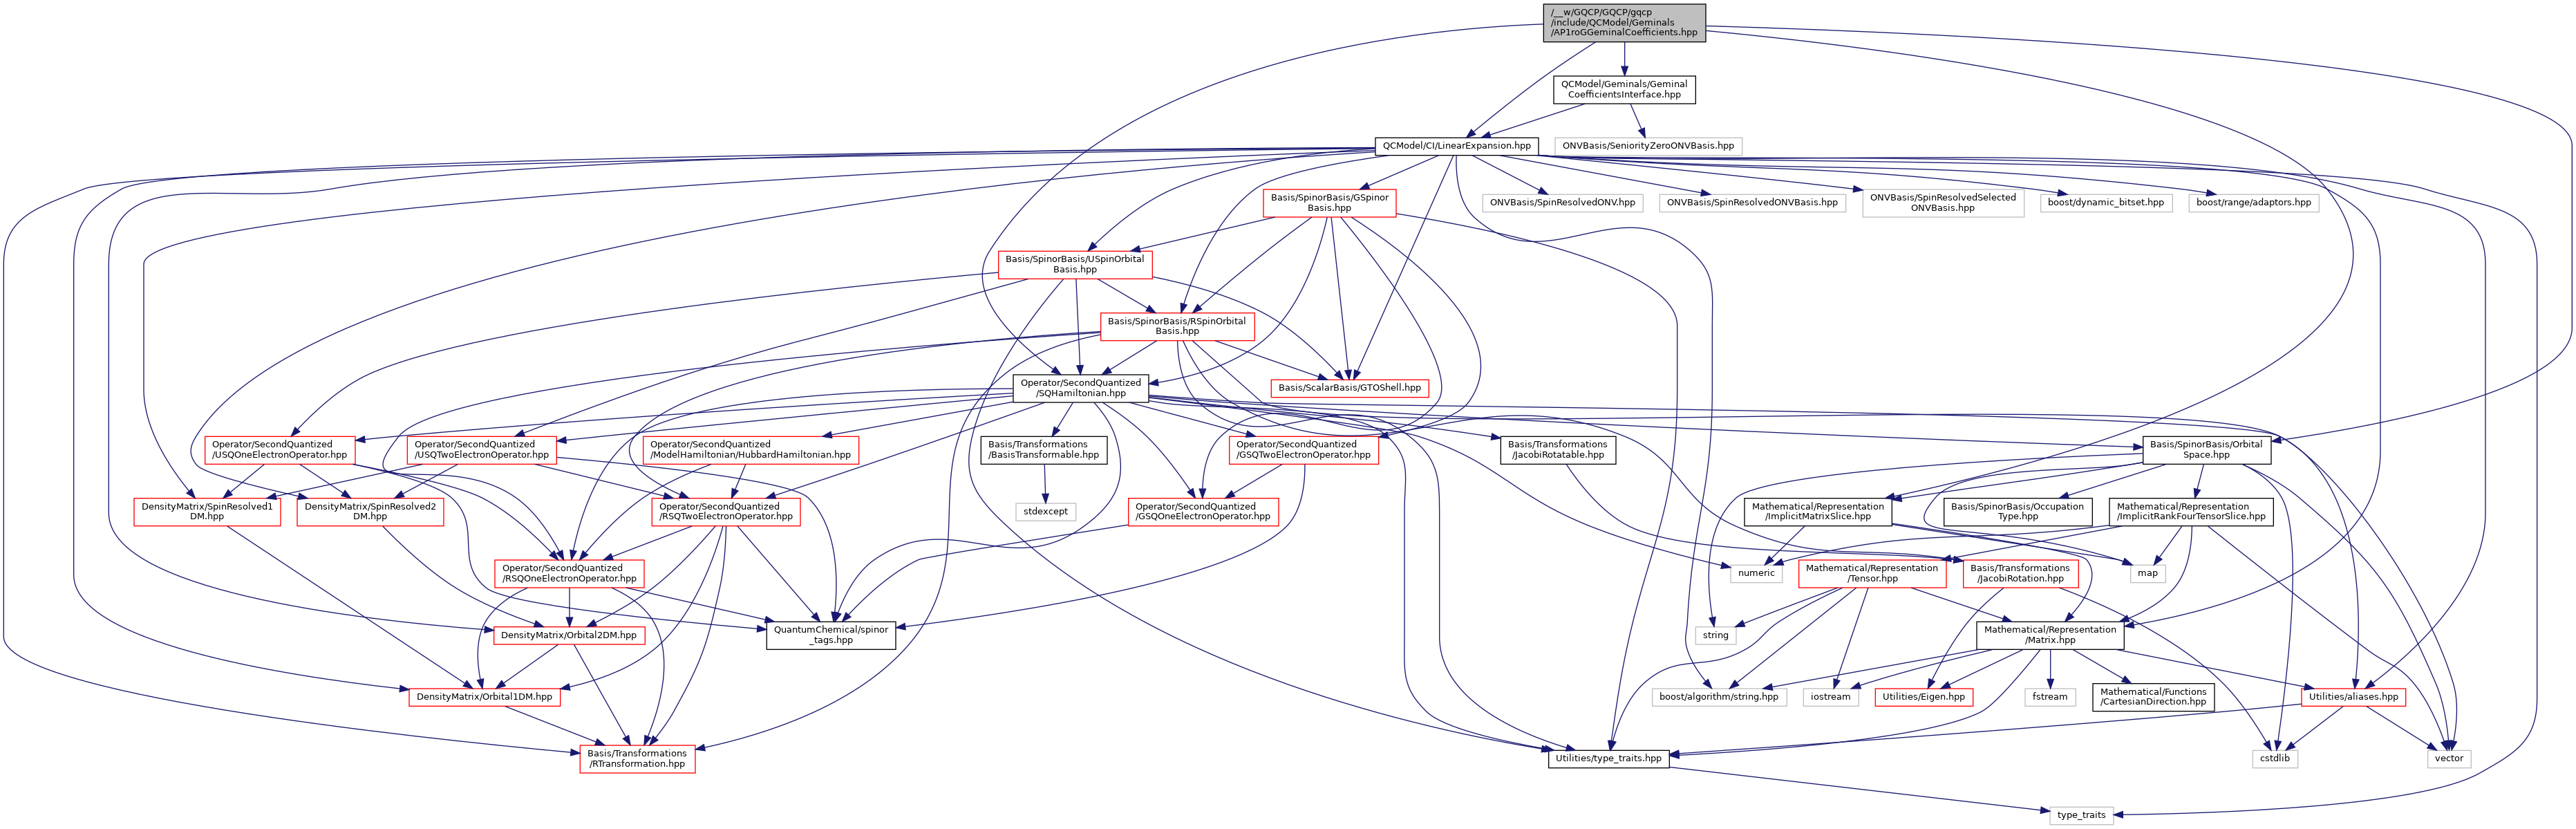 /__w/GQCP/GQCP/gqcp
/include/QCModel/Geminals
/AP1roGGeminalCoefficients.hpp
QCModel/Geminals/Geminal
CoefficientsInterface.hpp
QCModel/CI/LinearExpansion.hpp
ONVBasis/SeniorityZeroONVBasis.hpp
Basis/SpinorBasis/GSpinor
Basis.hpp
ONVBasis/SpinResolvedONV.hpp
ONVBasis/SpinResolvedONVBasis.hpp
ONVBasis/SpinResolvedSelected
ONVBasis.hpp
boost/dynamic_bitset.hpp
boost/range/adaptors.hpp
Basis/SpinorBasis/USpinOrbital
Basis.hpp
Basis/SpinorBasis/RSpinOrbital
Basis.hpp
Operator/SecondQuantized
/SQHamiltonian.hpp
Basis/ScalarBasis/GTOShell.hpp
Operator/SecondQuantized
/USQOneElectronOperator.hpp
Operator/SecondQuantized
/USQTwoElectronOperator.hpp
Operator/SecondQuantized
/ModelHamiltonian/HubbardHamiltonian.hpp
Basis/Transformations
/BasisTransformable.hpp
Operator/SecondQuantized
/GSQTwoElectronOperator.hpp
Basis/Transformations
/JacobiRotatable.hpp
Basis/SpinorBasis/Orbital
Space.hpp
DensityMatrix/SpinResolved1
DM.hpp
DensityMatrix/SpinResolved2
DM.hpp
Operator/SecondQuantized
/RSQTwoElectronOperator.hpp
stdexcept
Operator/SecondQuantized
/GSQOneElectronOperator.hpp
Mathematical/Representation
/ImplicitMatrixSlice.hpp
Basis/SpinorBasis/Occupation
Type.hpp
Mathematical/Representation
/ImplicitRankFourTensorSlice.hpp
Operator/SecondQuantized
/RSQOneElectronOperator.hpp
numeric
Mathematical/Representation
/Tensor.hpp
Basis/Transformations
/JacobiRotation.hpp
map
DensityMatrix/Orbital2DM.hpp
QuantumChemical/spinor
_tags.hpp
string
Mathematical/Representation
/Matrix.hpp
DensityMatrix/Orbital1DM.hpp
boost/algorithm/string.hpp
iostream
Utilities/Eigen.hpp
fstream
Mathematical/Functions
/CartesianDirection.hpp
Utilities/aliases.hpp
Basis/Transformations
/RTransformation.hpp
Utilities/type_traits.hpp
cstdlib
vector
type_traits